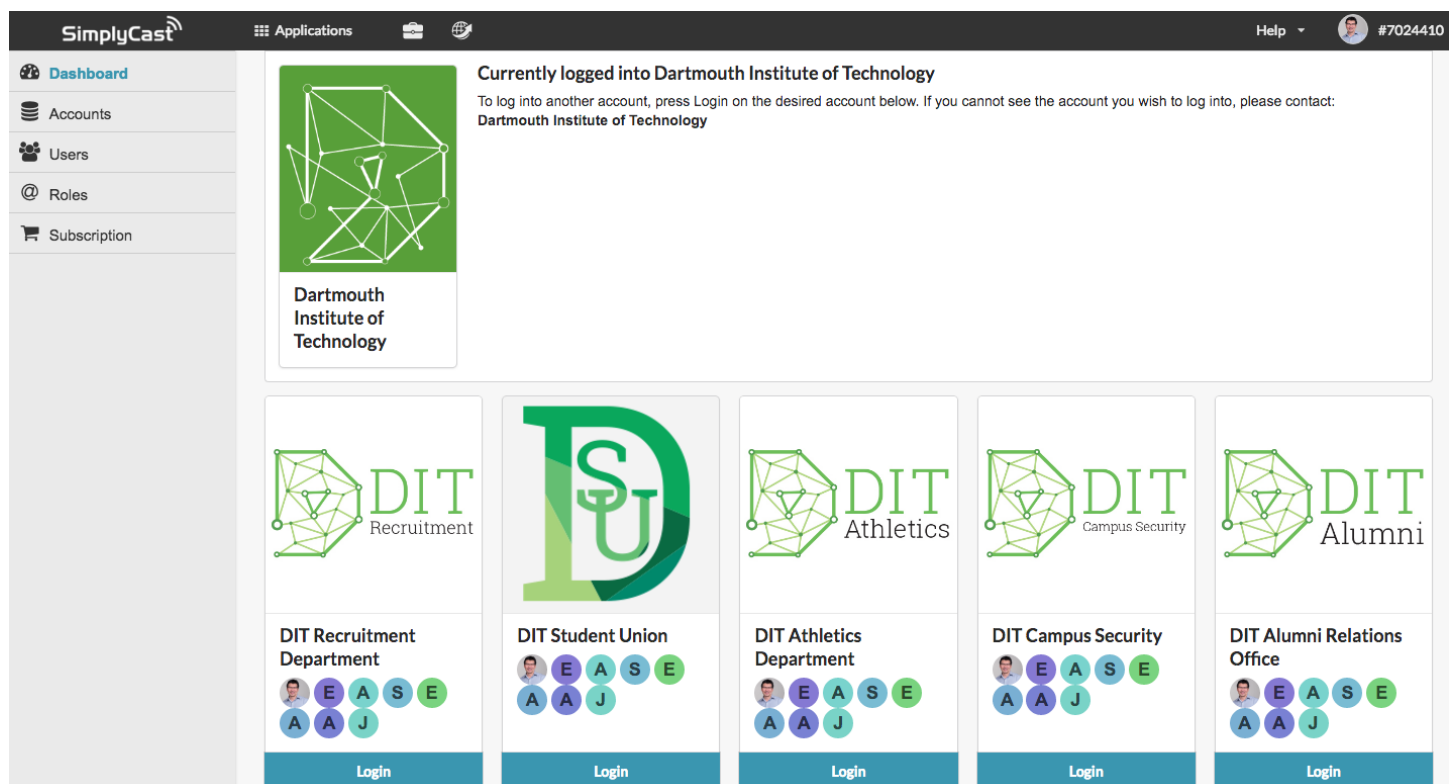 SimplyCast
Applications
Help
#7024410
Dashboard
Accounts
Users
@ Roles
Subscription
Currently logged into Dartmouth Institute of Technology
To log into another account, press Login on the desired account below. If you cannot see the account you wish to log into, please contact:
Dartmouth Institute of Technology
Dartmouth
Institute of
Technology
DIT
Recruitment
DIT Recruitment
Department
E A S E
A A J
Login
DSU
DIT Student Union
E A S E
A A J
Login
DIT
Athletics
DIT Athletics
Department
E A S E
A A J
Login
DIT
Campus Security
DIT Campus Security
E A S E
A A J
Login
DIT
Alumni
DIT Alumni Relations
Office
E A S E
A A J
Login